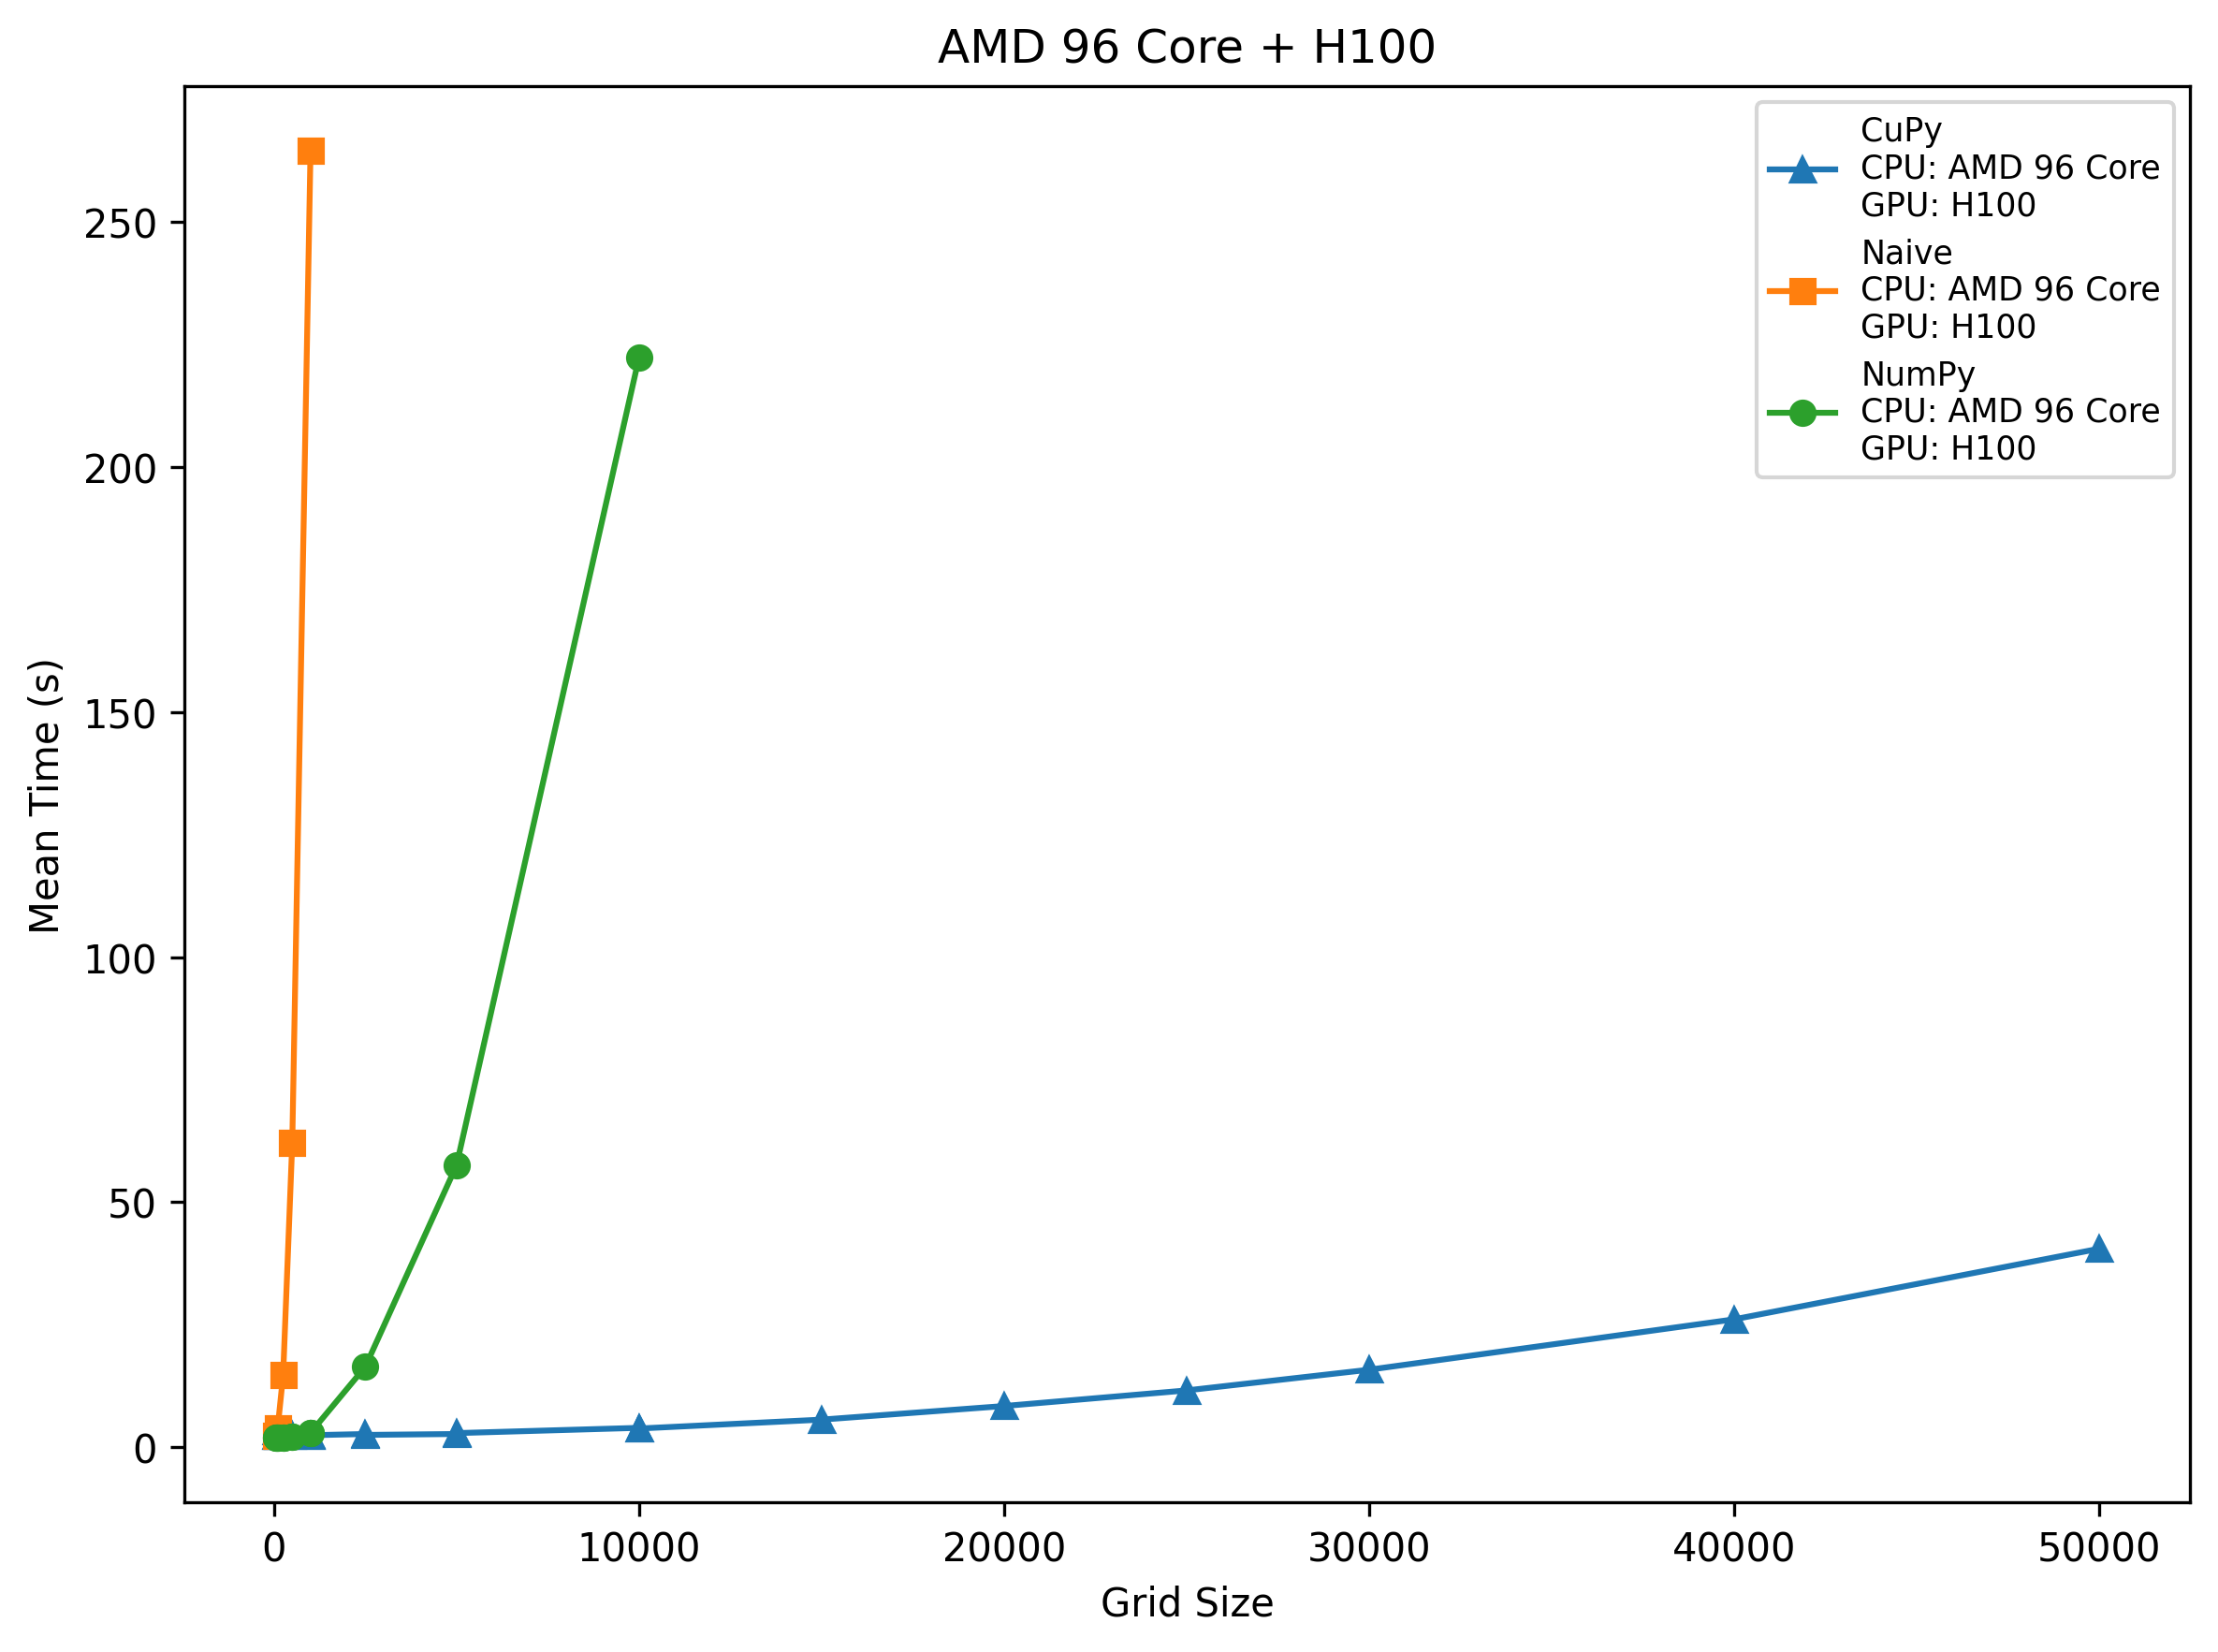 AMD 96 Core + H100
CuPy
CPU: AMD 96 Core
GPU: H100
Naive
CPU: AMD 96 Core
GPU: H100
NumPy
CPU: AMD 96 Core
GPU: H100
250
200
150
100
50
0
Mean Time (s)
0
10000
20000
30000
40000
50000
Grid Size